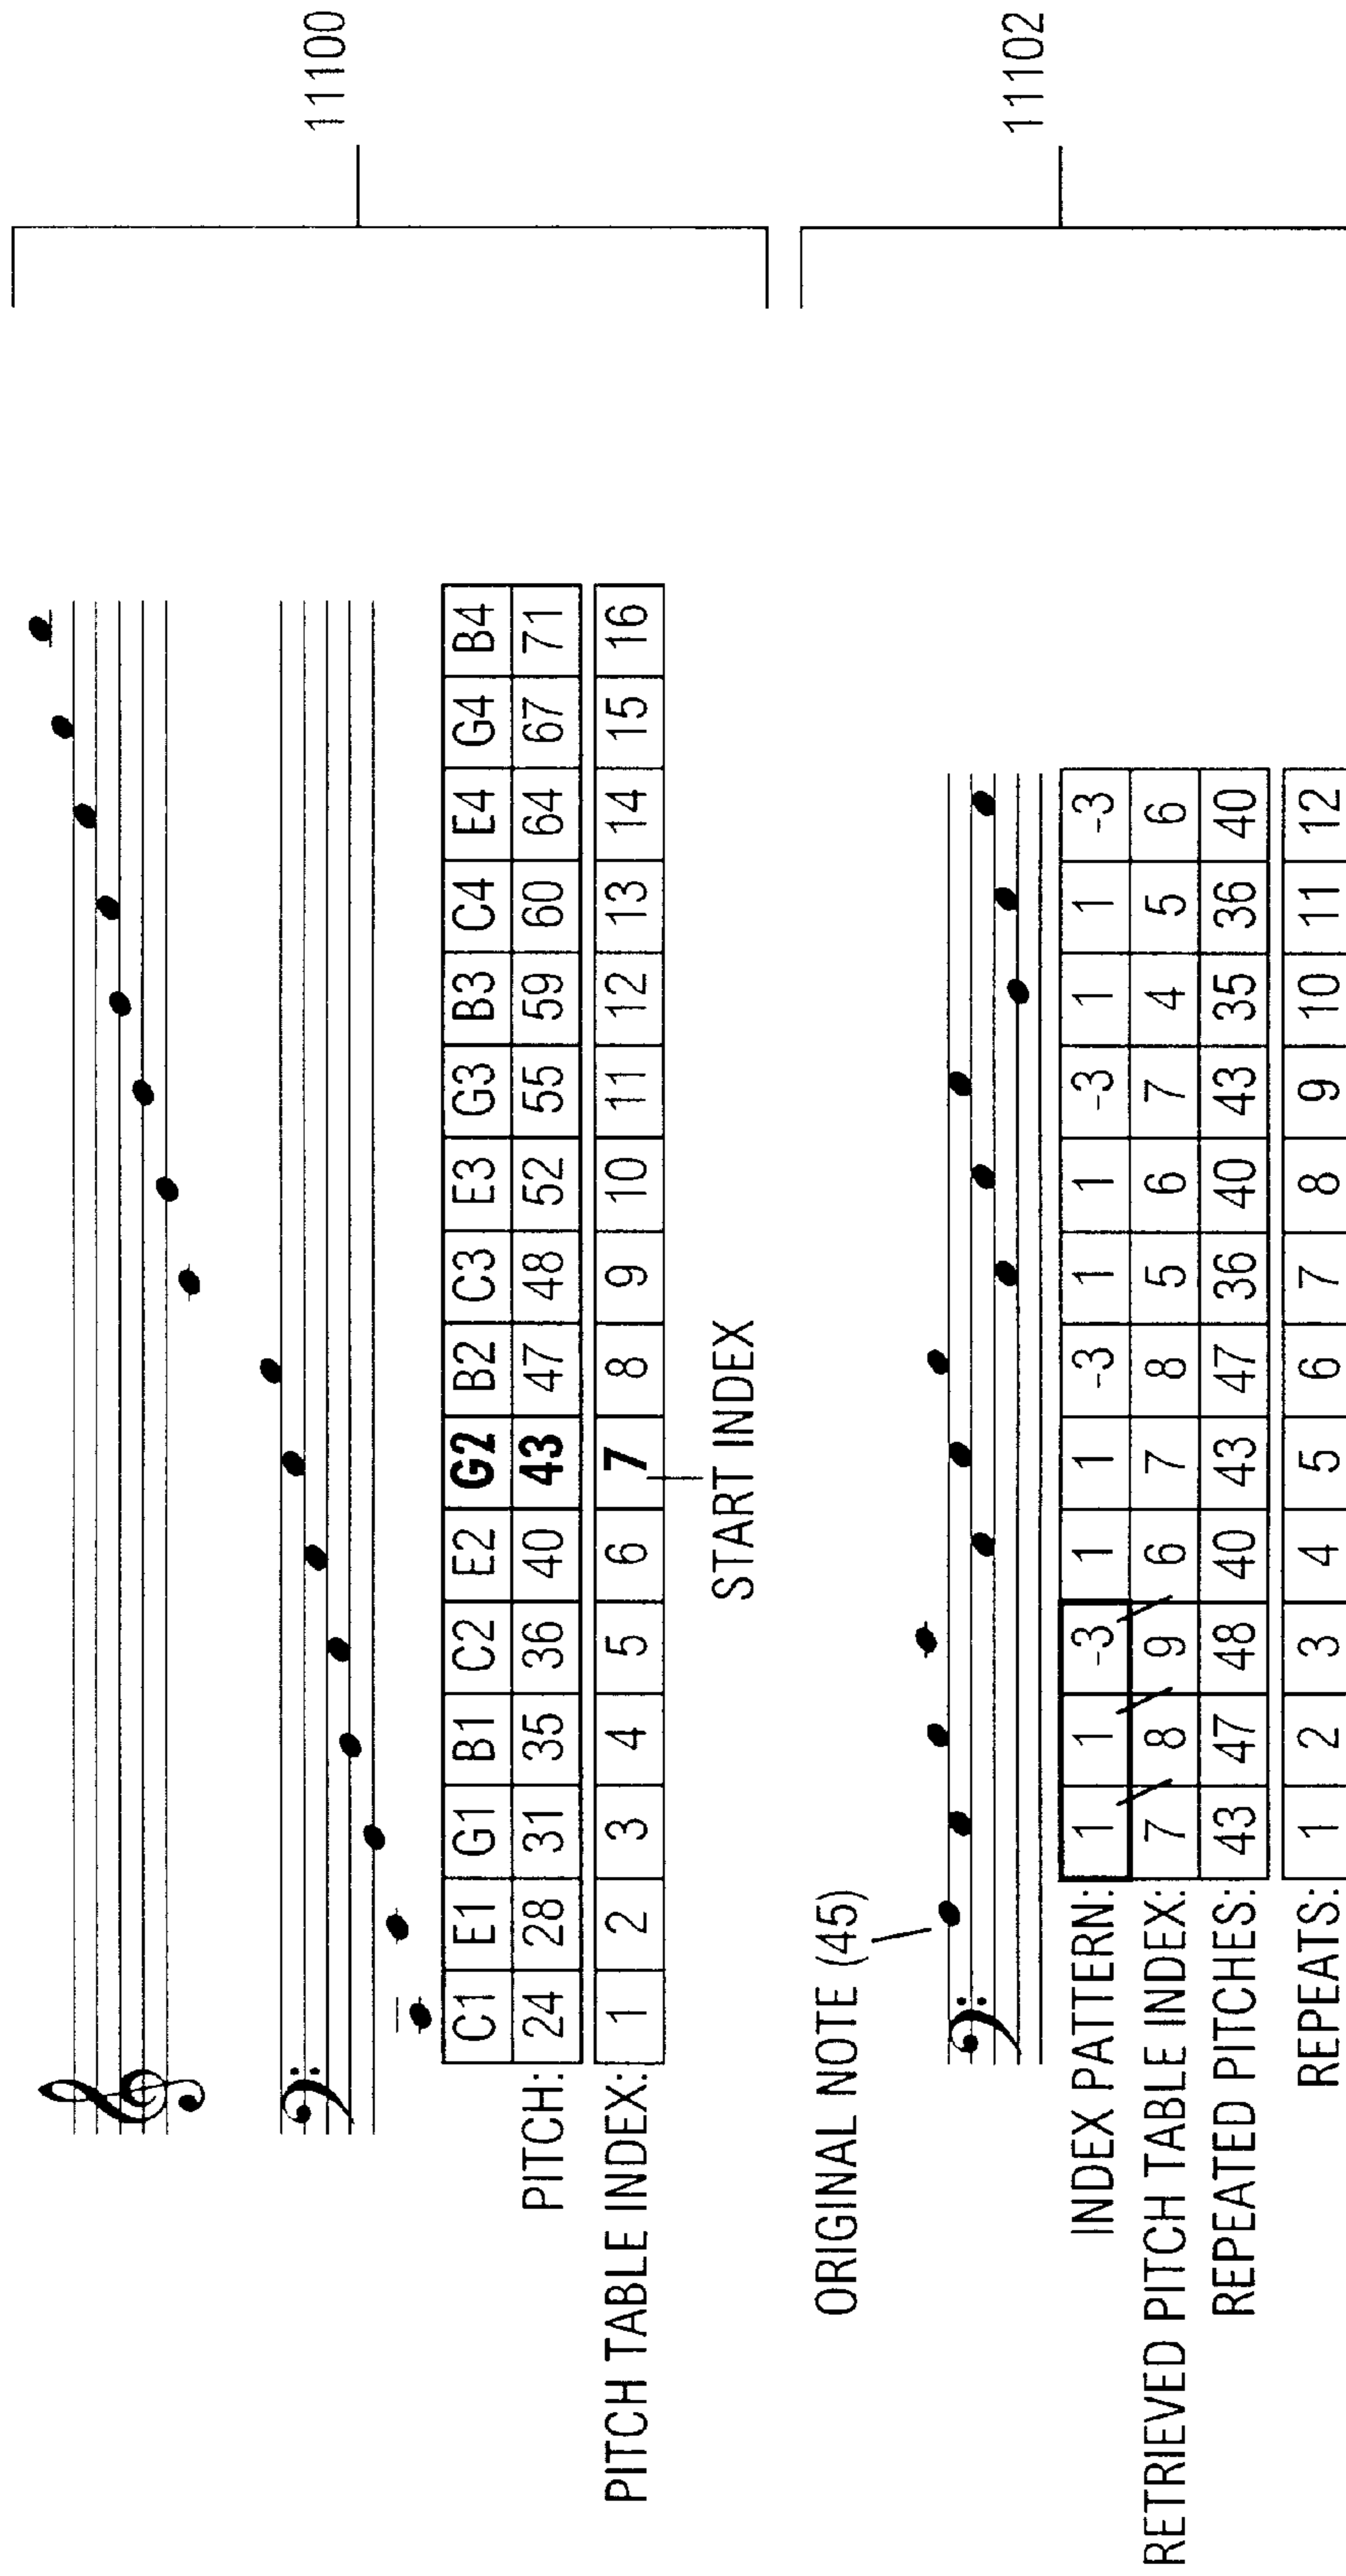 11100
C1 E1 G1 B1 C2 E2 G2 B2 C3 E3 G3 B3 C4 E4 G4 B4
PITCH: 24 28 31 35 36 40 43 47 48 52 55 59 60 64 67 71
PITCH TABLE INDEX: 1 2 3 4 5 6 7 8 9 10 11 12 13 14 15 16
START INDEX
11102
ORIGINAL NOTE (45)
INDEX PATTERN: 1 1 -3 1 1 -3 1 1 -3 1 1 -3
RETRIEVED PITCH TABLE INDEX: 7 8 9 6 7 8 5 6 7 4 5 6
REPEATED PITCHES: 43 47 48 40 43 47 36 40 43 35 36 40
REPEATS: 1 2 3 4 5 6 7 8 9 10 11 12